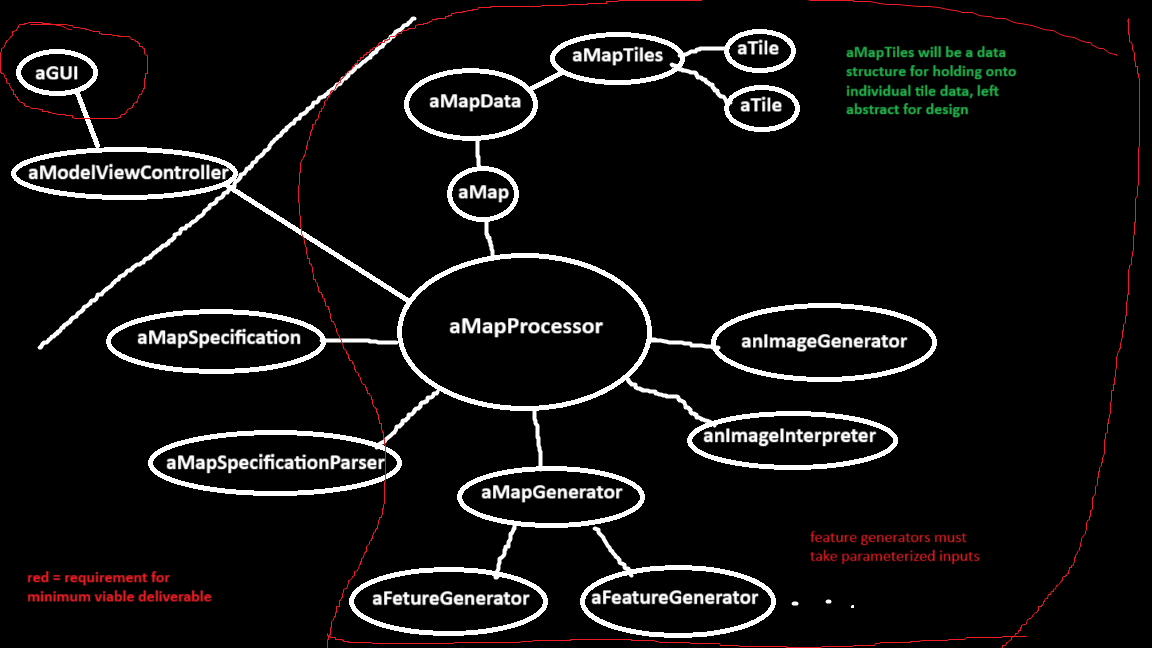 aGUI
aModelViewController
aMapTiles
aTile
aTile
aMapData
aMap
aMapTiles will be a data
structure for holding onto
individual tile data, left
abstract for design
aMapProcessor
aMapSpecification
aMapSpecificationParser
anImageGenerator
anImageInterpreter
aMapGenerator
aFetureGenerator
aFeatureGenerator
. . .
feature generators must
take parameterized inputs
red = requirement for
minimum viable deliverable